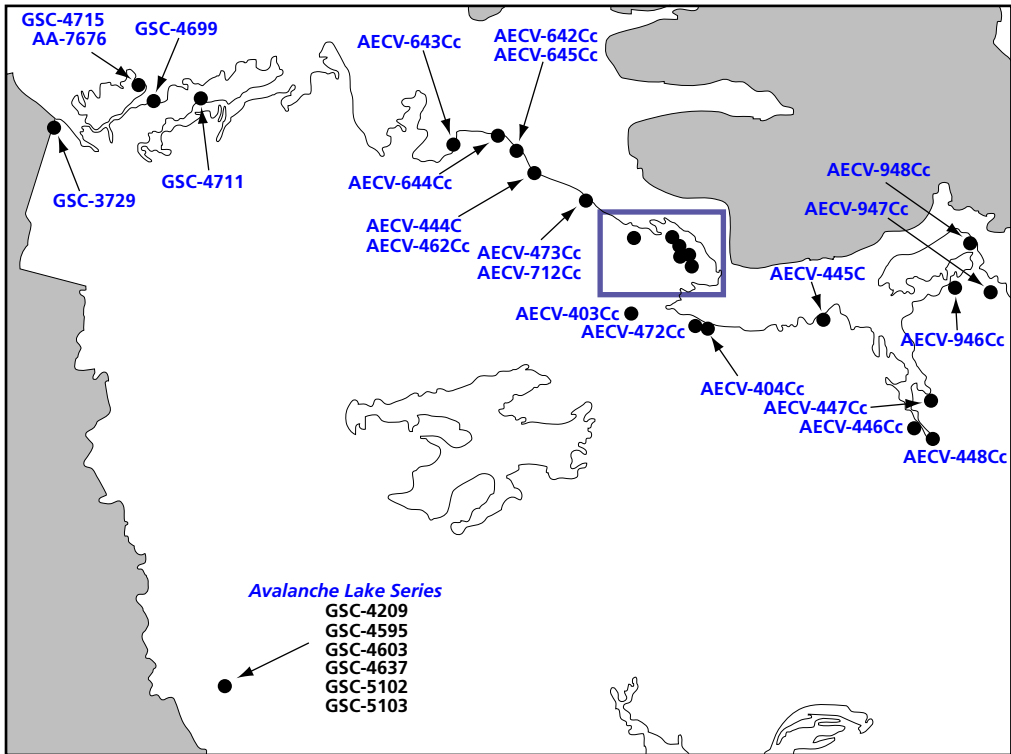 GSC-4715
AA-7676
GSC-4699
GSC-3729
GSC-4711
AECV-643Cc
AECV-642Cc
AECV-645Cc
AECV-644Cc
AECV-444C
AECV-462Cc
AECV-473Cc
AECV-712Cc
AECV-948Cc
AECV-947Cc
AECV-445C
AECV-403Cc
AECV-472Cc
AECV-946Cc
AECV-404Cc
AECV-447Cc
AECV-446Cc
AECV-448Cc
Avalanche Lake Series
GSC-4209
GSC-4595
GSC-4603
GSC-4637
GSC-5102
GSC-5103